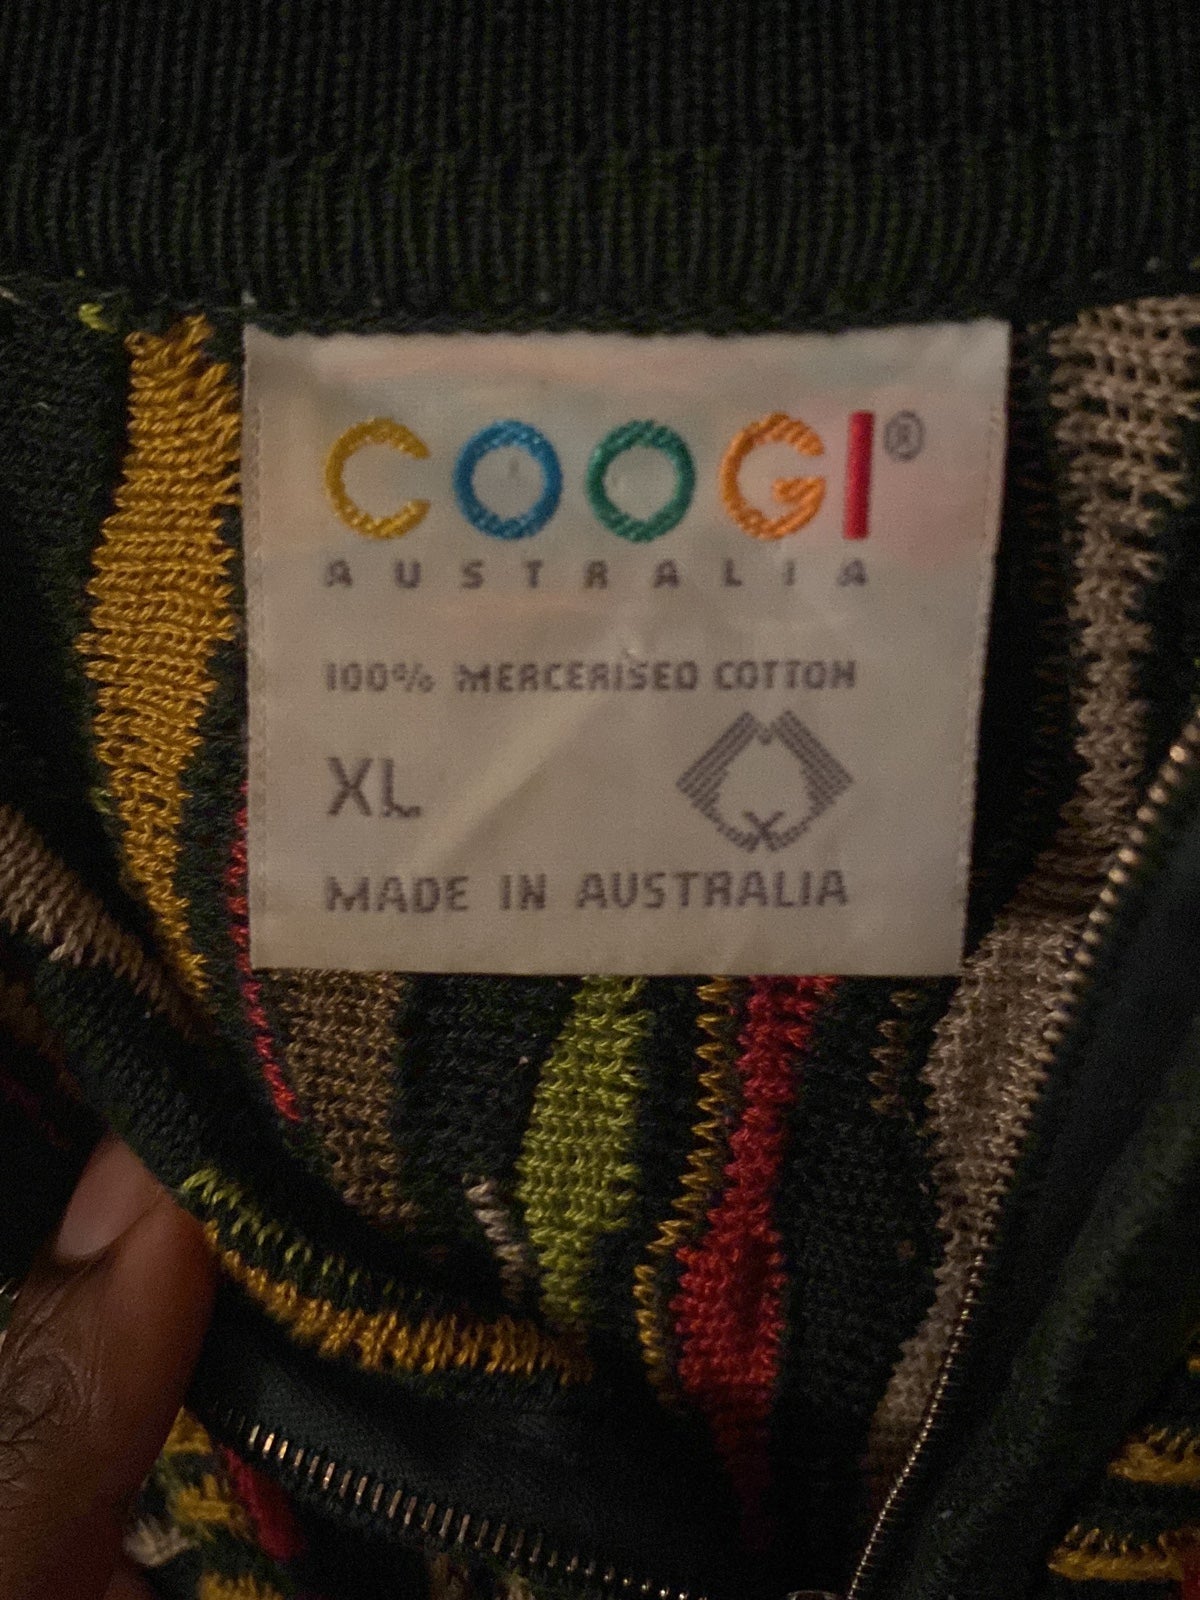 COOGI®
AUSTRALIA
100% MERCERISED COTTON
XL
MADE IN AUSTRALIA